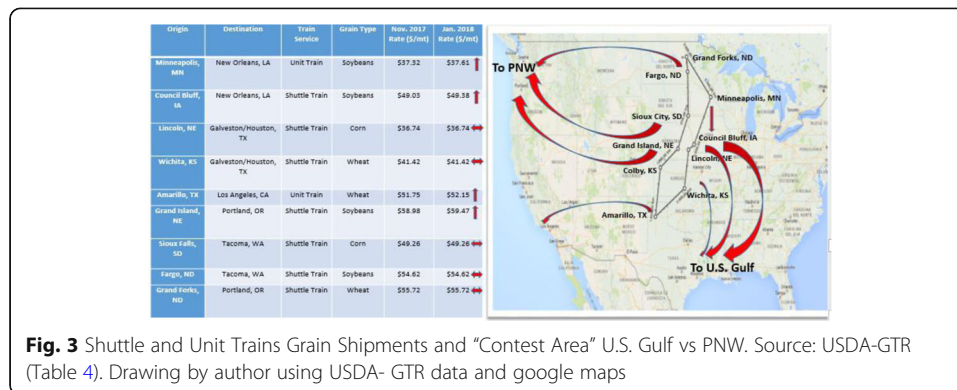 Origin Destination Train Service Grain Type Nov. 2017 Rate ($/mt) Jan. 2018 Rate ($/mt)
Minneapolis, MN New Orleans, LA Unit Train Soybeans $37.32 $37.61
Council Bluff, IA New Orleans, LA Shuttle Train Soybeans $49.03 $49.38
Lincoln, NE Galveston/Houston, TX Shuttle Train Corn $36.74 $36.74
Wichita, KS Galveston/Houston, TX Shuttle Train Wheat $41.42 $41.42
Amarillo, TX Los Angeles, CA Unit Train Wheat $51.75 $52.15
Grand Island, NE Portland, OR Shuttle Train Soybeans $58.98 $59.47
Sioux Falls, SD Tacoma, WA Shuttle Train Corn $49.26 $49.26
Fargo, ND Tacoma, WA Shuttle Train Soybeans $54.62 $54.62
Grand Forks, ND Portland, OR Shuttle Train Wheat $55.72 $55.72
To PNW
Grand Forks, ND
Fargo, ND
Minneapolis, MN
Sioux City, SD
Council Bluff, IA
Grand Island, NE
Lincoln, NE
Colby, KS
Wichita, KS
Amarillo, TX
To U.S. Gulf
Fig. 3 Shuttle and Unit Trains Grain Shipments and “Contest Area” U.S. Gulf vs PNW. Source: USDA-GTR
(Table 4). Drawing by author using USDA- GTR data and google maps